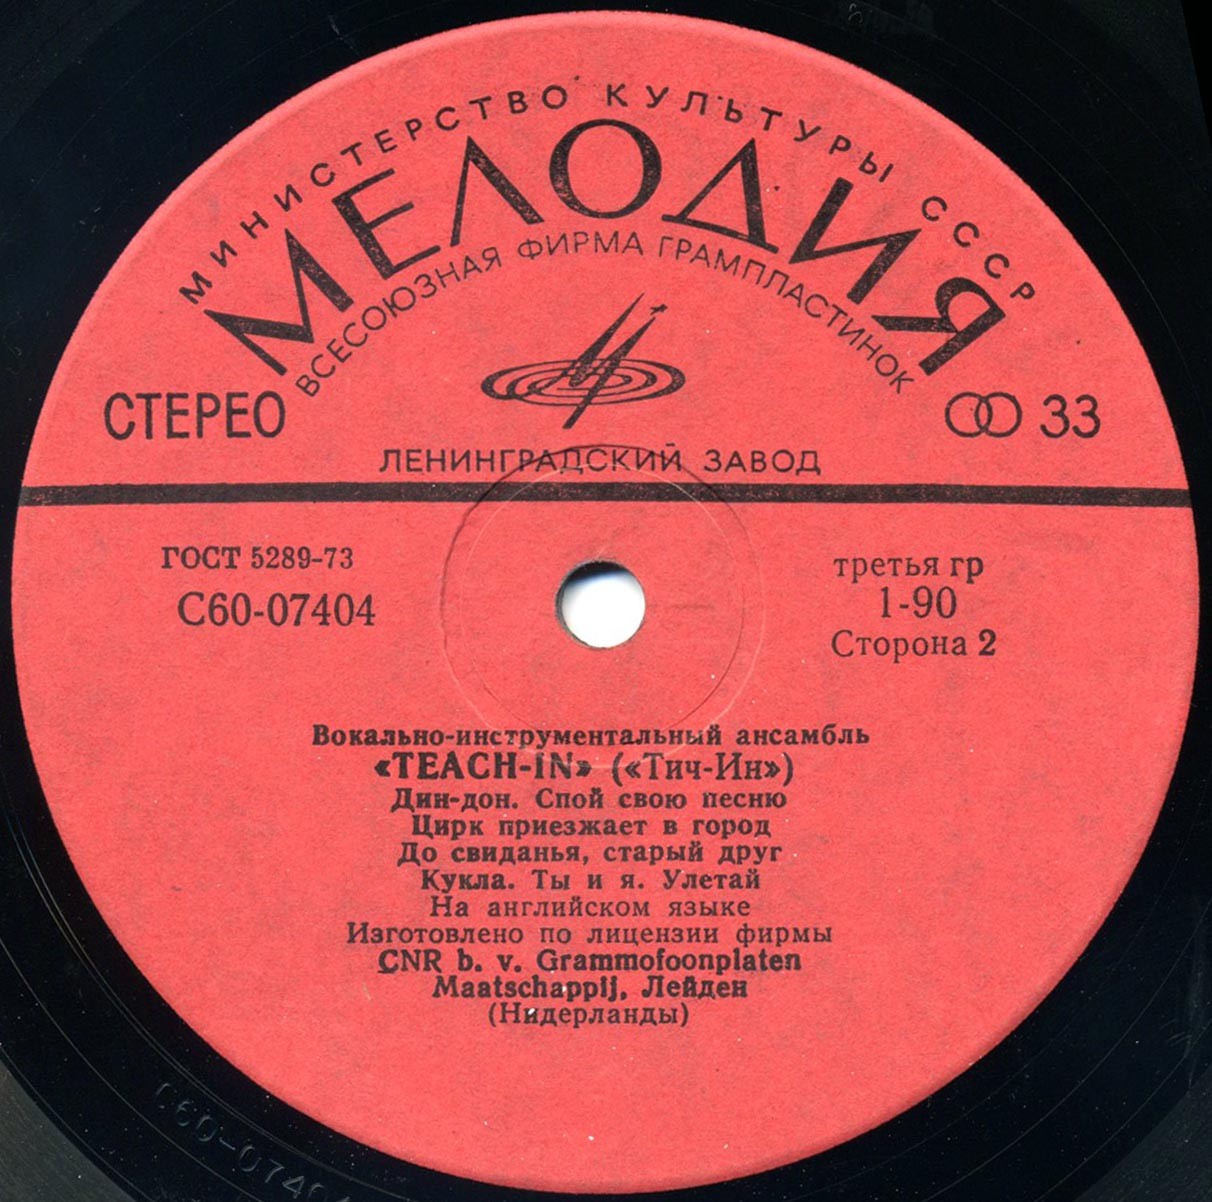 МИНИСТЕРСТВО КУЛЬТУРЫ СССР
МЕЛОДИЯ
ВСЕСОЮЗНАЯ ФИРМА ГРАМПЛАСТИНОК
СТЕРЕО
33
ЛЕНИНГРАДСКИЙ ЗАВОД
ГОСТ 5289-73
С60-07404
третья гр
1-90
Сторона 2
Вокально-инструментальный ансамбль
«TEACH-IN» («Тич-Ин»)
Дин-дон. Спой свою песню
Цирк приезжает в город
До свиданья, старый друг
Кукла. Ты и я. Улетай
На английском языке
Изготовлено по лицензии фирмы
CNR b. v. Grammofoonplaten
Maatschappij, Лейден
(Нидерланды)
С60-07404